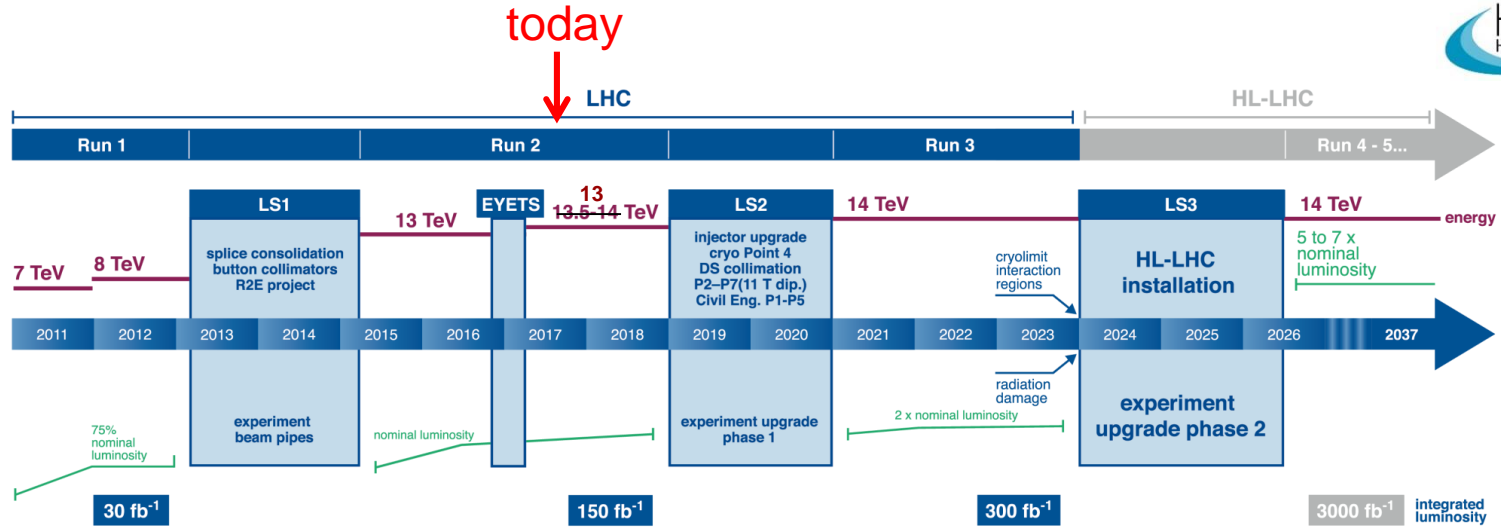 today
LHC
HL-LHC
Run 1
Run 2
Run 3
Run 4 - 5...
LS1
EYETS
13
13.5-14 TeV
LS2
14 TeV
LS3
14 TeV
energy
13 TeV
splice consolidation
button collimators
R2E project
injector upgrade
cryo Point 4
DS collimation
P2–P7(11 T dip.)
Civil Eng. P1-P5
cryolimit
interaction
regions
HL-LHC
installation
5 to 7 x
nominal
luminosity
7 TeV
8 TeV
2011
2012
2013
2014
2015
2016
2017
2018
2019
2020
2021
2022
2023
2024
2025
2026
2037
radiation
damage
75%
nominal
luminosity
experiment
beam pipes
nominal luminosity
experiment upgrade
phase 1
2 x nominal luminosity
experiment
upgrade phase 2
30 fb⁻¹
150 fb⁻¹
300 fb⁻¹
3000 fb⁻¹
integrated
luminosity